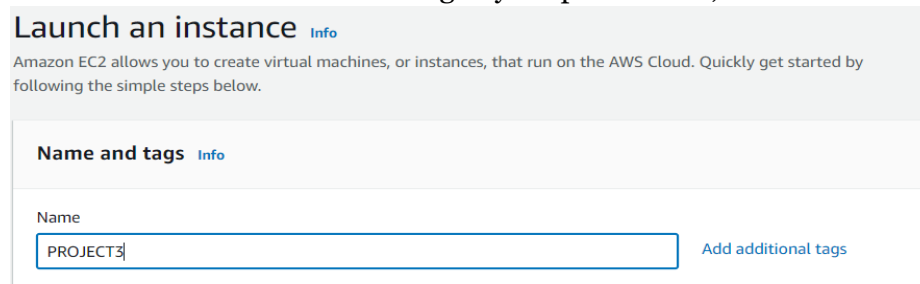 Launch an instance Info
Amazon EC2 allows you to create virtual machines, or instances, that run on the AWS Cloud. Quickly get started by
following the simple steps below.
Name and tags Info
Name
PROJECT3
Add additional tags